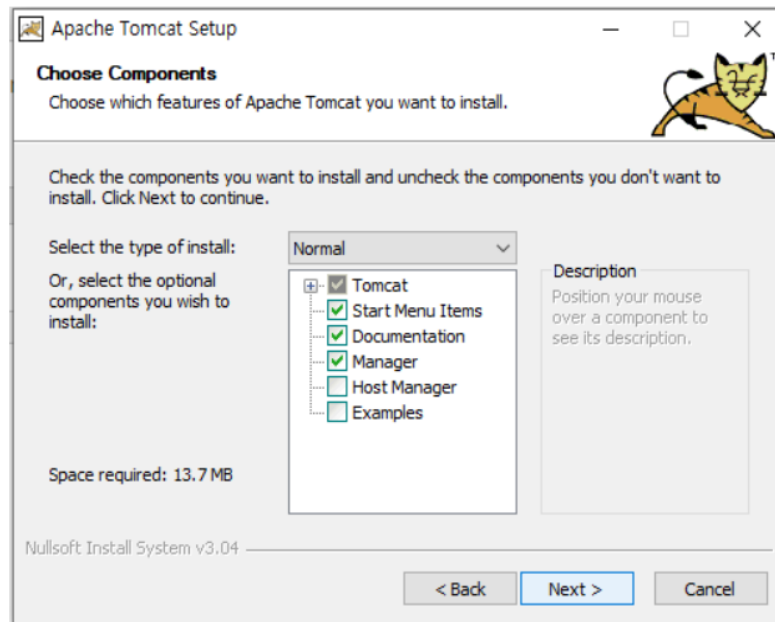 Apache Tomcat Setup
Choose Components
Choose which features of Apache Tomcat you want to install.
TM
Check the components you want to install and uncheck the components you don't want to
install. Click Next to continue.
Select the type of install:
Normal
Or, select the optional
components you wish to
install:
Tomcat
Start Menu Items
Documentation
Manager
Host Manager
Examples
Description
Position your mouse
over a component to
see its description.
Space required: 13.7 MB
Nullsoft Install System v3.04
< Back
Next >
Cancel